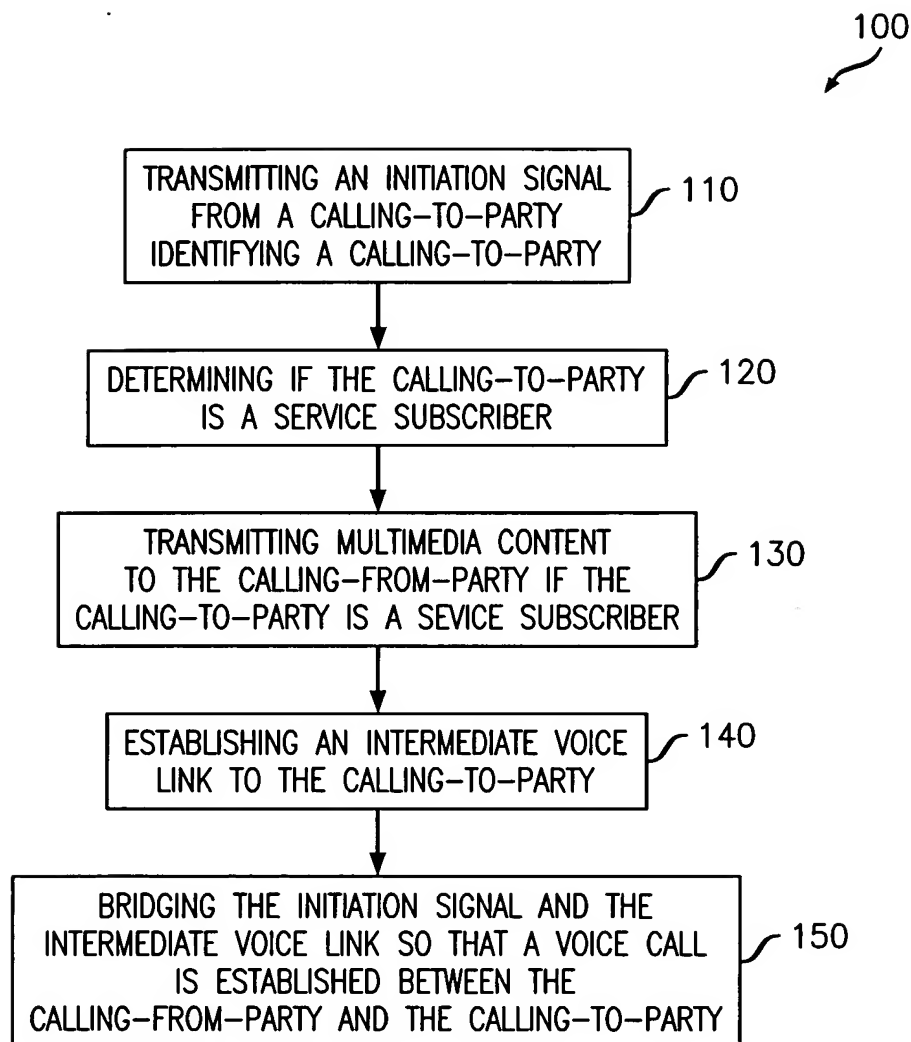 100
TRANSMITTING AN INITIATION SIGNAL
FROM A CALLING-TO-PARTY
IDENTIFYING A CALLING-TO-PARTY
110
DETERMINING IF THE CALLING-TO-PARTY
IS A SERVICE SUBSCRIBER
120
TRANSMITTING MULTIMEDIA CONTENT
TO THE CALLING-FROM-PARTY IF THE
CALLING-TO-PARTY IS A SEVICE SUBSCRIBER
130
ESTABLISHING AN INTERMEDIATE VOICE
LINK TO THE CALLING-TO-PARTY
140
BRIDGING THE INITIATION SIGNAL AND THE
INTERMEDIATE VOICE LINK SO THAT A VOICE CALL
IS ESTABLISHED BETWEEN THE
CALLING-FROM-PARTY AND THE CALLING-TO-PARTY
150